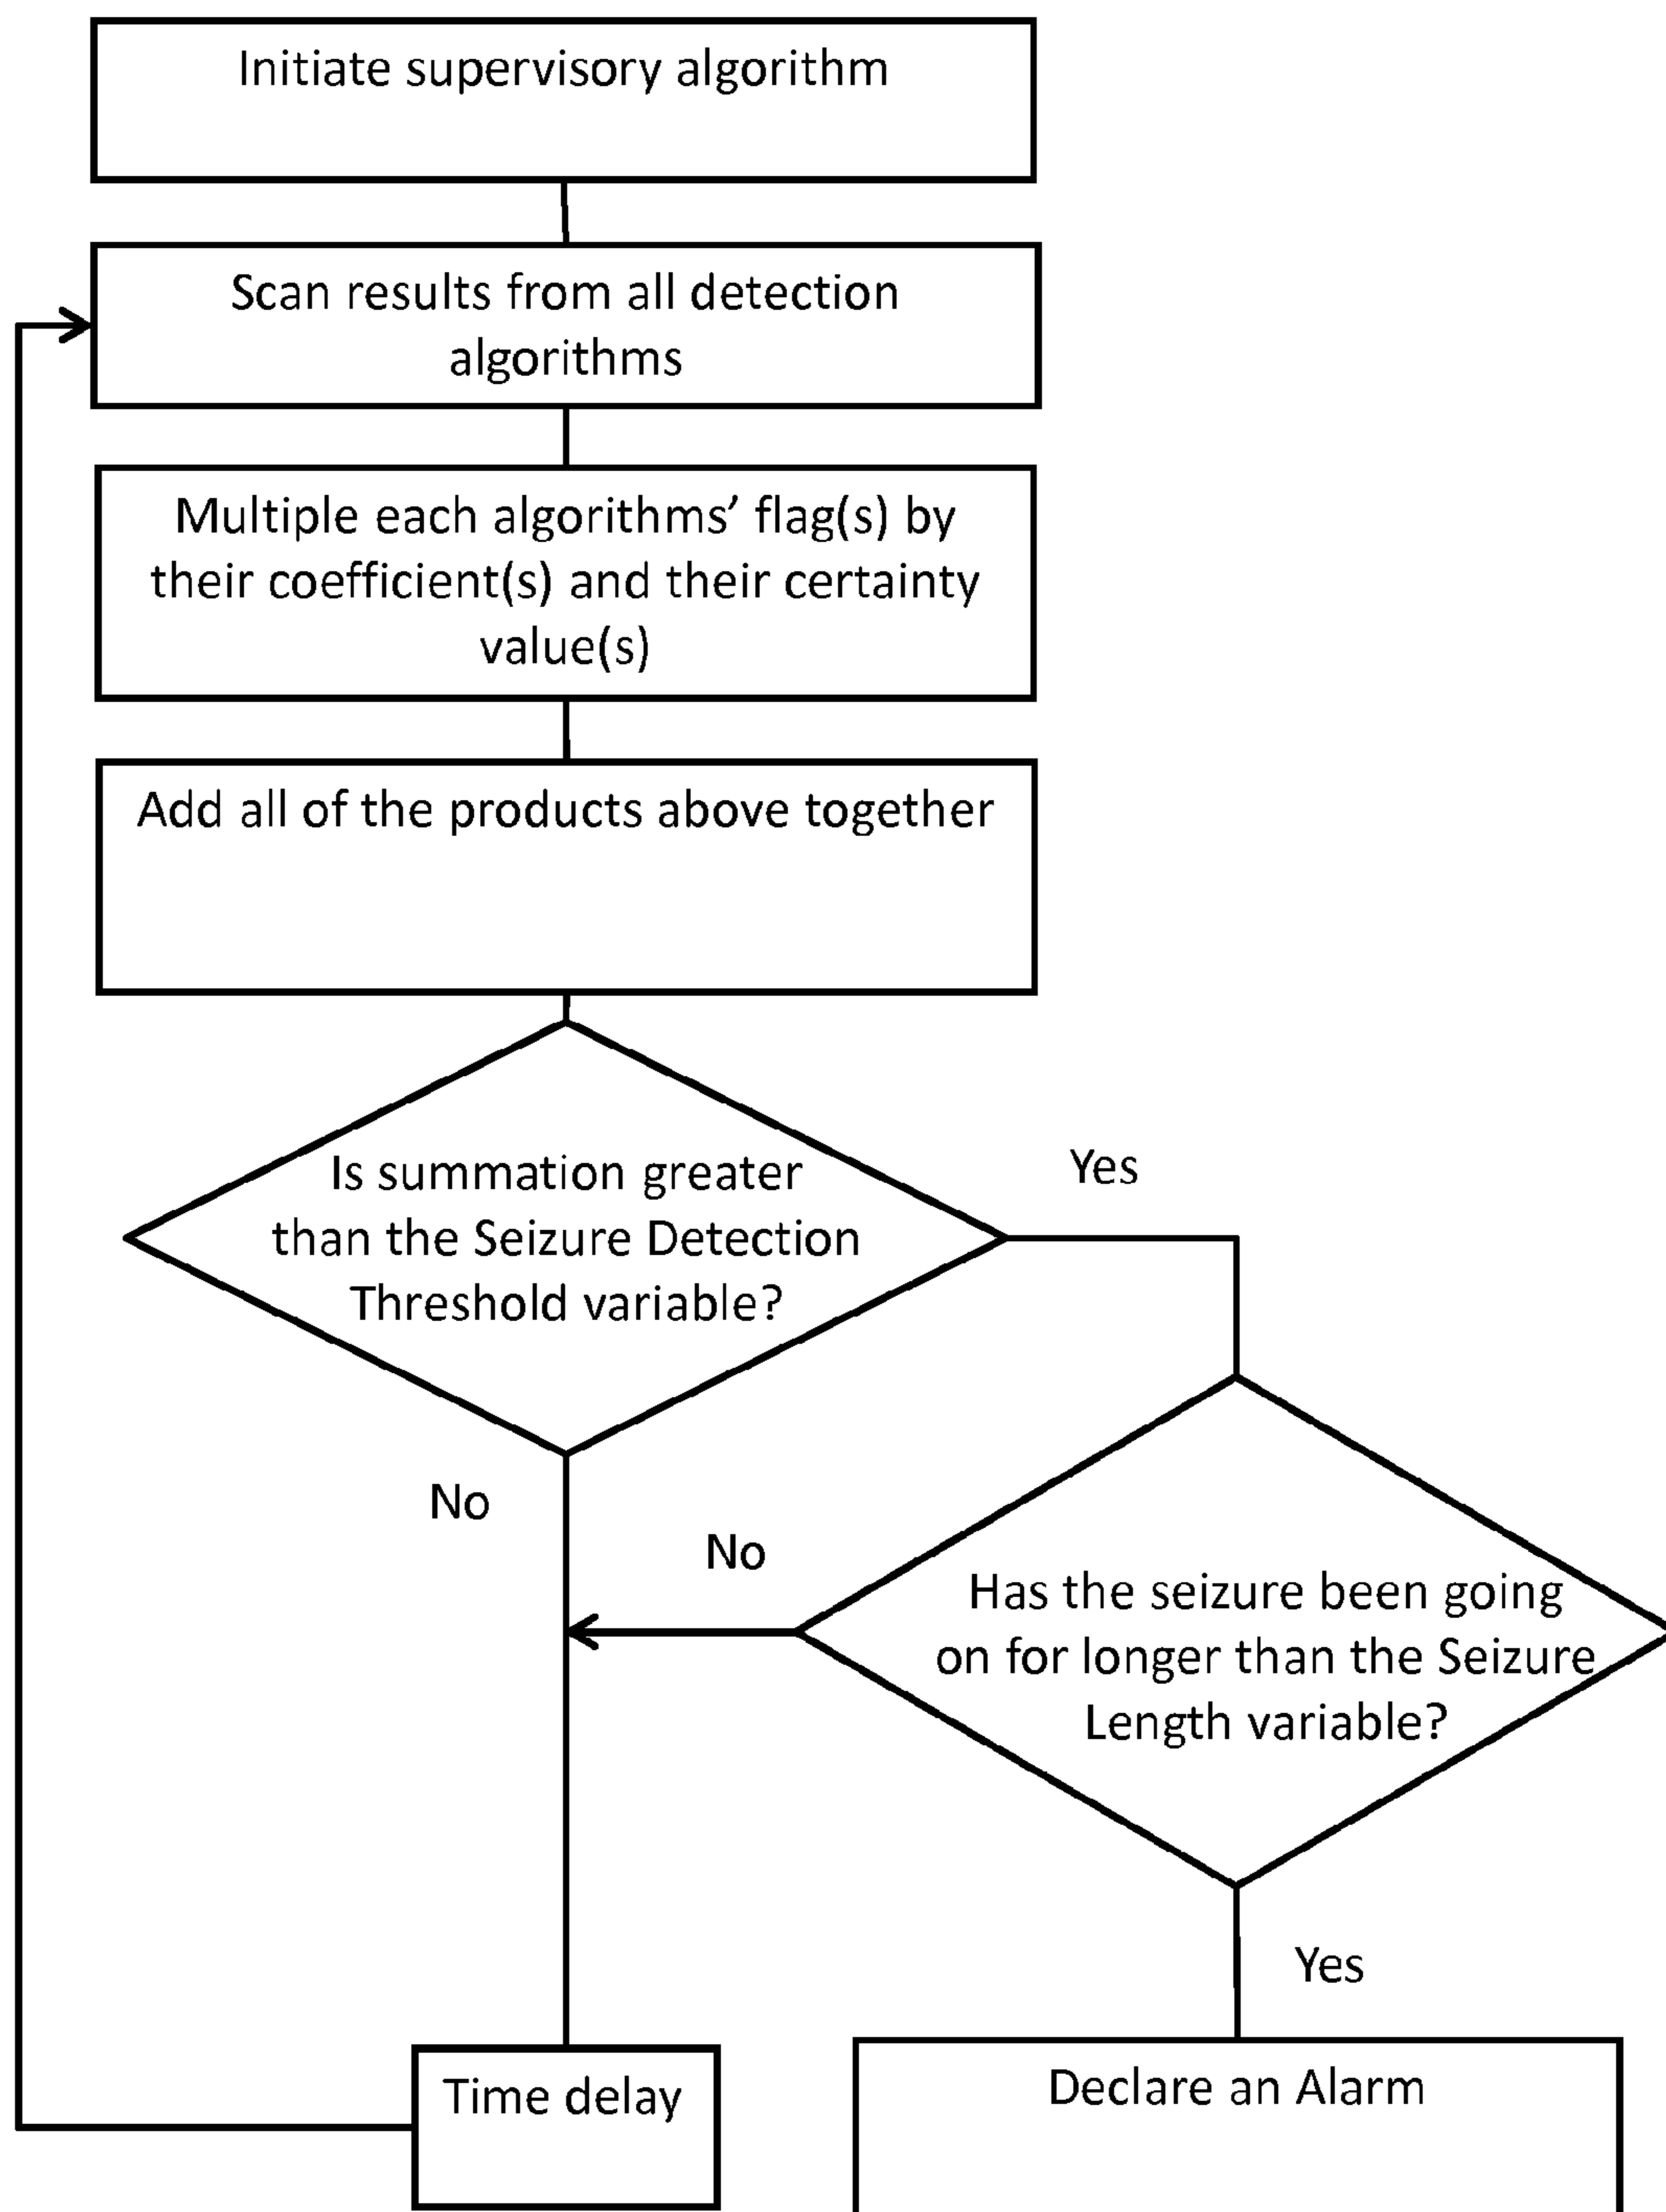 Initiate supervisory algorithm
Scan results from all detection
algorithms
Multiple each algorithms’ flag(s) by
their coefficient(s) and their certainty
value(s)
Add all of the products above together
Is summation greater
than the Seizure Detection
Threshold variable?
Yes
No
No
Has the seizure been going
on for longer than the Seizure
Length variable?
Yes
Time delay
Declare an Alarm